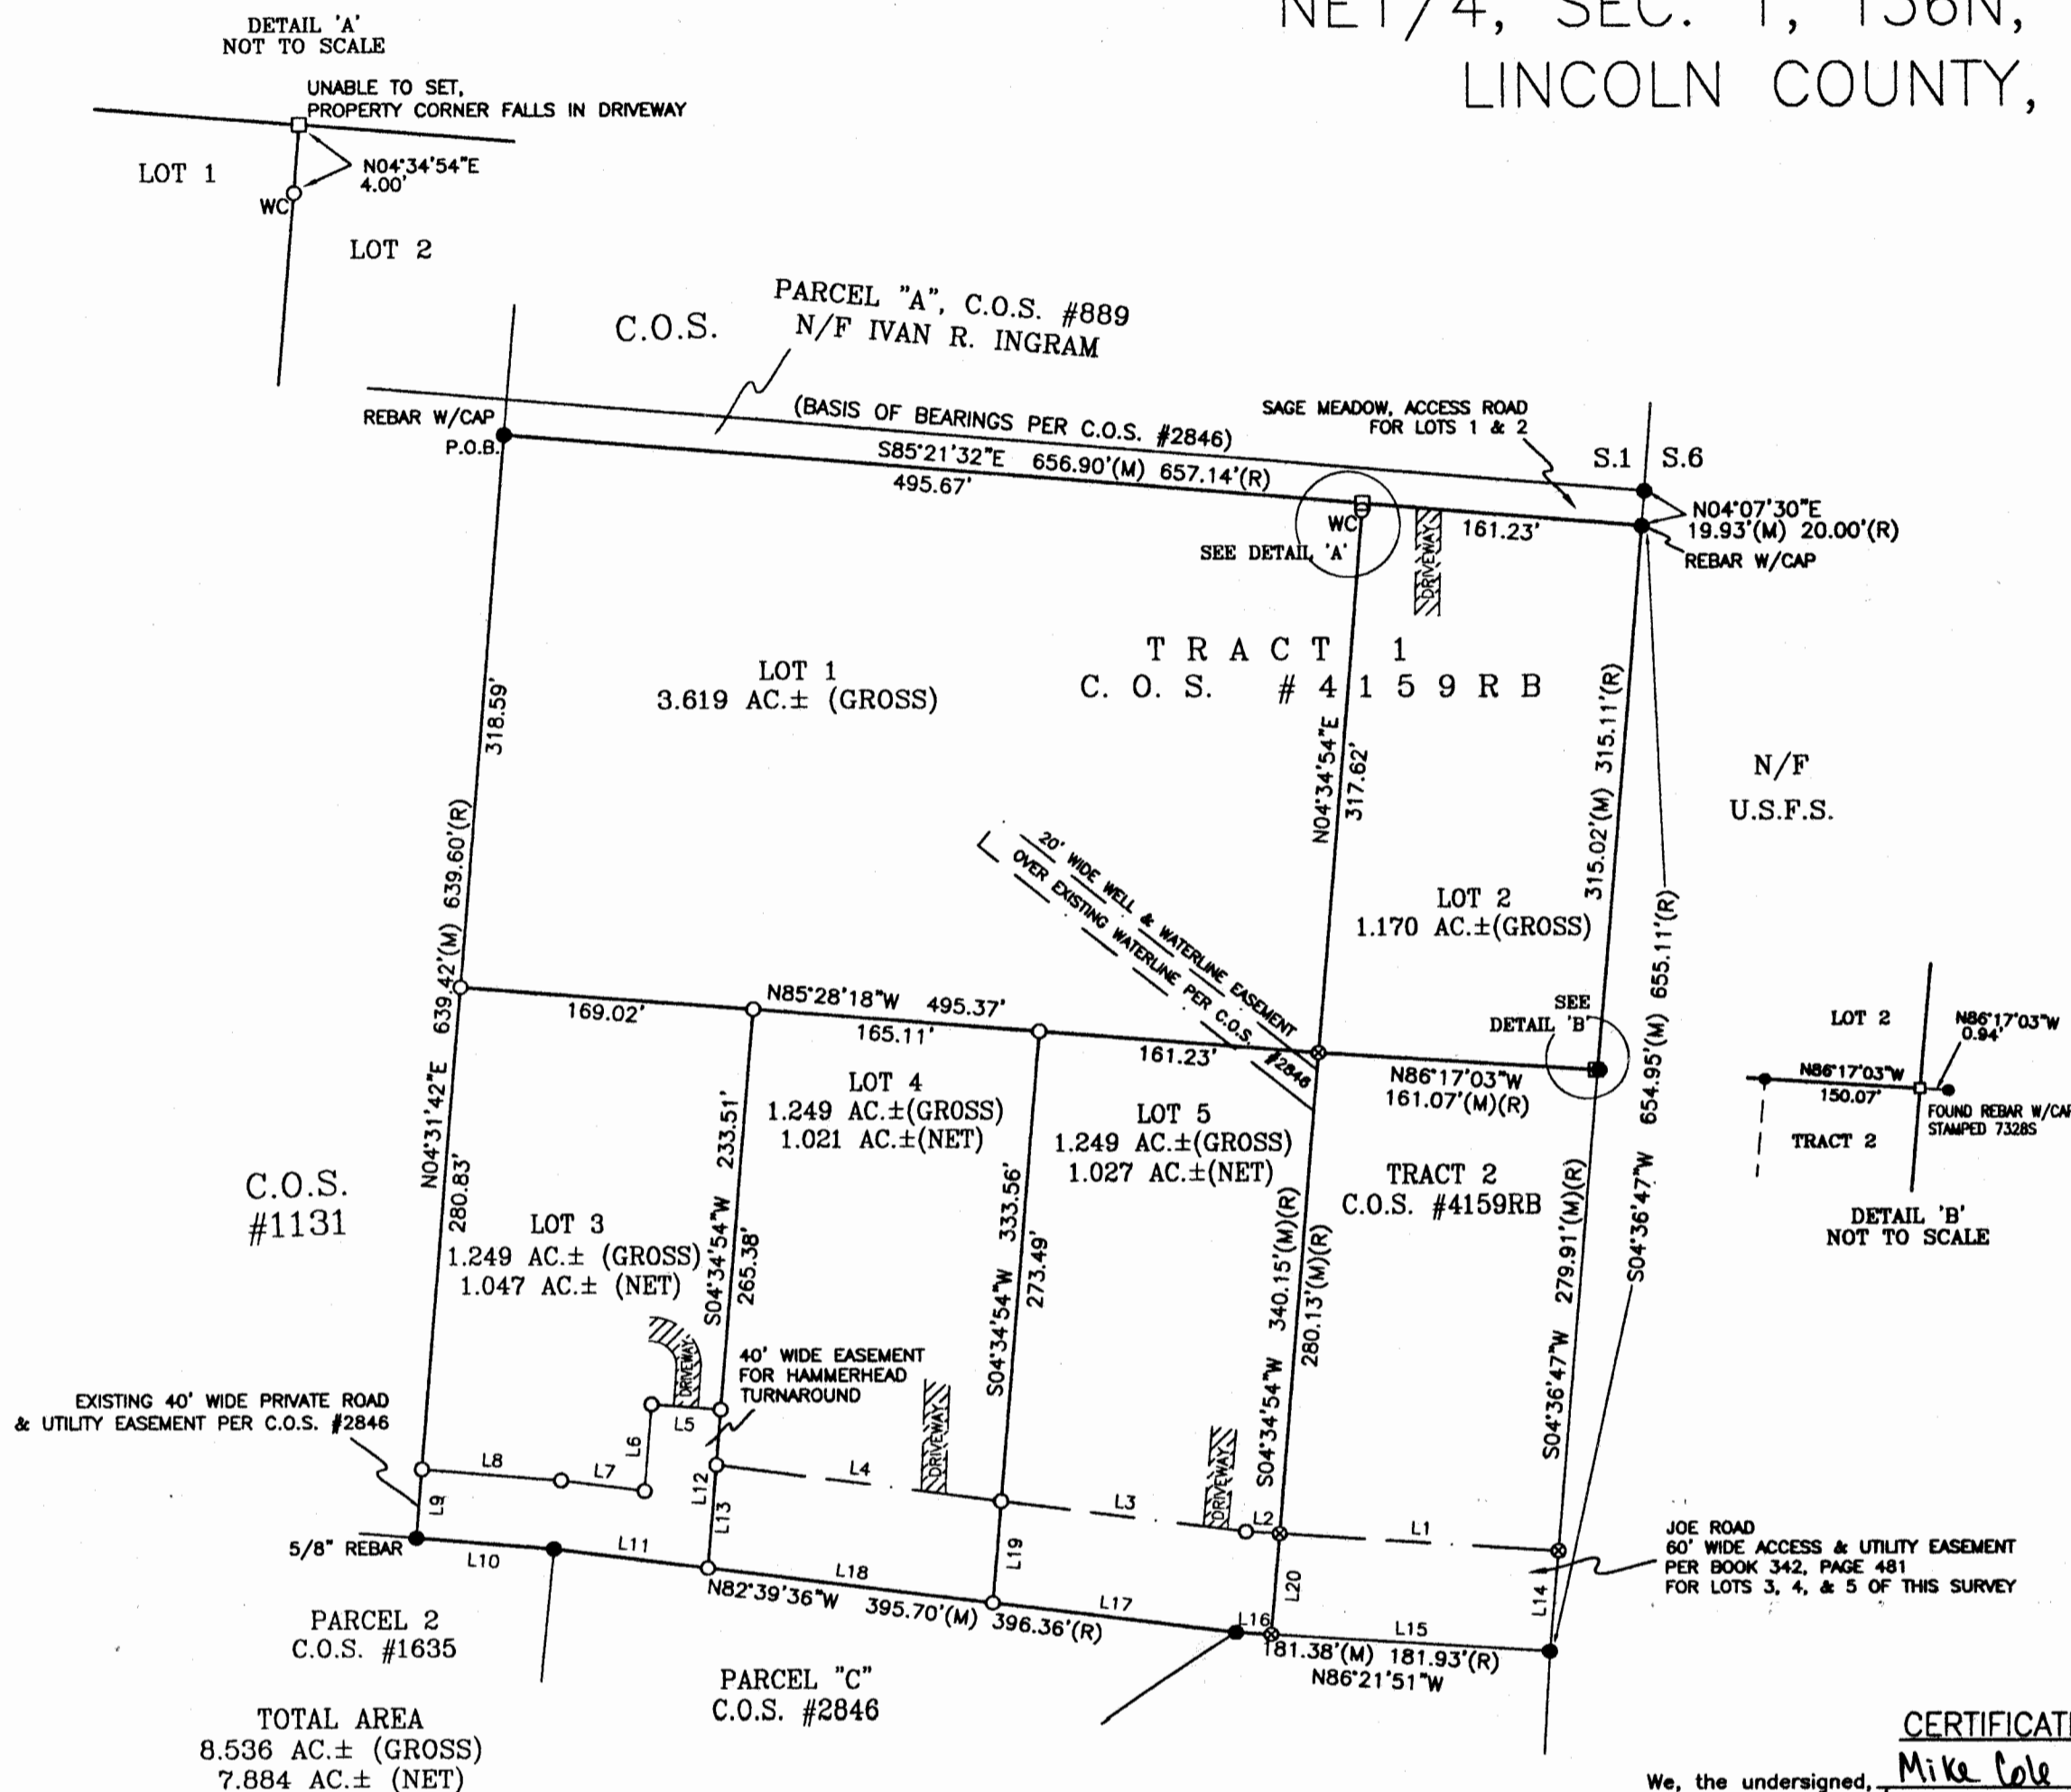 NE1/4, SEC. 1, T36N,
LINCOLN COUNTY,
DETAIL 'A'
NOT TO SCALE
UNABLE TO SET,
PROPERTY CORNER FALLS IN DRIVEWAY
LOT 1
N04°34'54"E
4.00'
WC
LOT 2
C.O.S.
PARCEL "A", C.O.S. #889
N/F IVAN R. INGRAM
REBAR W/CAP
P.O.B.
(BASIS OF BEARINGS PER C.O.S. #2846)
S85°21'32"E 656.90'(M) 657.14'(R)
495.67'
SAGE MEADOW, ACCESS ROAD
FOR LOTS 1 & 2
S.1 S.6
N04°07'30"E
19.93'(M) 20.00'(R)
REBAR W/CAP
WC
SEE DETAIL 'A'
DRIVEWAY
161.23'
TRACT 1
C.O.S. #4159RB
LOT 1
3.619 AC.± (GROSS)
318.59'
N04°31'42"E 639.42'(M) 639.60'(R)
N04°34'54"E
317.62'
315.02'(M) 315.11'(R)
N/F
U.S.F.S.
20' WIDE WELL & WATERLINE EASEMENT
OVER EXISTING WATERLINE PER C.O.S. #2846
LOT 2
1.170 AC.±(GROSS)
S04°36'47"W 654.95'(M) 655.11'(R)
169.02'
N85°28'18"W 495.37'
165.11'
161.23'
SEE
DETAIL 'B'
N86°17'03"W
161.07'(M)(R)
LOT 2
N86°17'03"W
0.94'
N86°17'03"W
150.07'
FOUND REBAR W/CAP
STAMPED 7328S
TRACT 2
DETAIL 'B'
NOT TO SCALE
LOT 4
1.249 AC.±(GROSS)
1.021 AC.±(NET)
LOT 5
1.249 AC.±(GROSS)
1.027 AC.±(NET)
TRACT 2
C.O.S. #4159RB
C.O.S.
#1131
280.83'
LOT 3
1.249 AC.± (GROSS)
1.047 AC.± (NET)
S04°34'54"W 233.51'
265.38'
S04°34'54"W 333.56'
273.49'
S04°34'54"W 340.15'(M)(R)
280.13'(M)(R)
S04°36'47"W 279.91'(M)(R)
DRIVEWAY
40' WIDE EASEMENT
FOR HAMMERHEAD
TURNAROUND
EXISTING 40' WIDE PRIVATE ROAD
& UTILITY EASEMENT PER C.O.S. #2846
L5
L6
L8
L7
L9
L12
L13
L4
DRIVEWAY
L3
DRIVEWAY
L2
L1
L19
L20
L14
JOE ROAD
60' WIDE ACCESS & UTILITY EASEMENT
PER BOOK 342, PAGE 481
FOR LOTS 3, 4, & 5 OF THIS SURVEY
5/8" REBAR
L10
L11
L18
L17
L16
L15
N82°39'36"W 395.70'(M) 396.36'(R)
181.38'(M) 181.93'(R)
N86°21'51"W
PARCEL 2
C.O.S. #1635
PARCEL "C"
C.O.S. #2846
TOTAL AREA
8.536 AC.± (GROSS)
7.884 AC.± (NET)
CERTIFICATE
We, the undersigned, Mike Cole